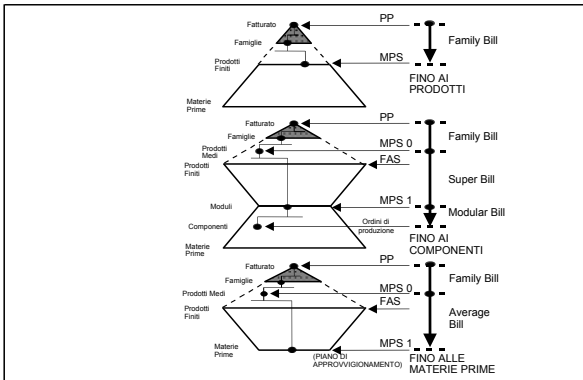 Fatturato PP
Famiglie Family Bill
Prodotti Finiti MPS
FINO AI PRODOTTI
Materie Prime
Fatturato PP
Famiglie Family Bill
Prodotti Medi MPS 0
Prodotti Finiti FAS
Super Bill
Moduli MPS 1
Modular Bill
Componenti Ordini di produzione
FINO AI COMPONENTI
Materie Prime
Fatturato PP
Famiglie Family Bill
Prodotti Medi MPS 0
Prodotti Finiti FAS
Average Bill
Materie Prime MPS 1
(PIANO DI APPROVVIGIONAMENTO)
FINO ALLE MATERIE PRIME